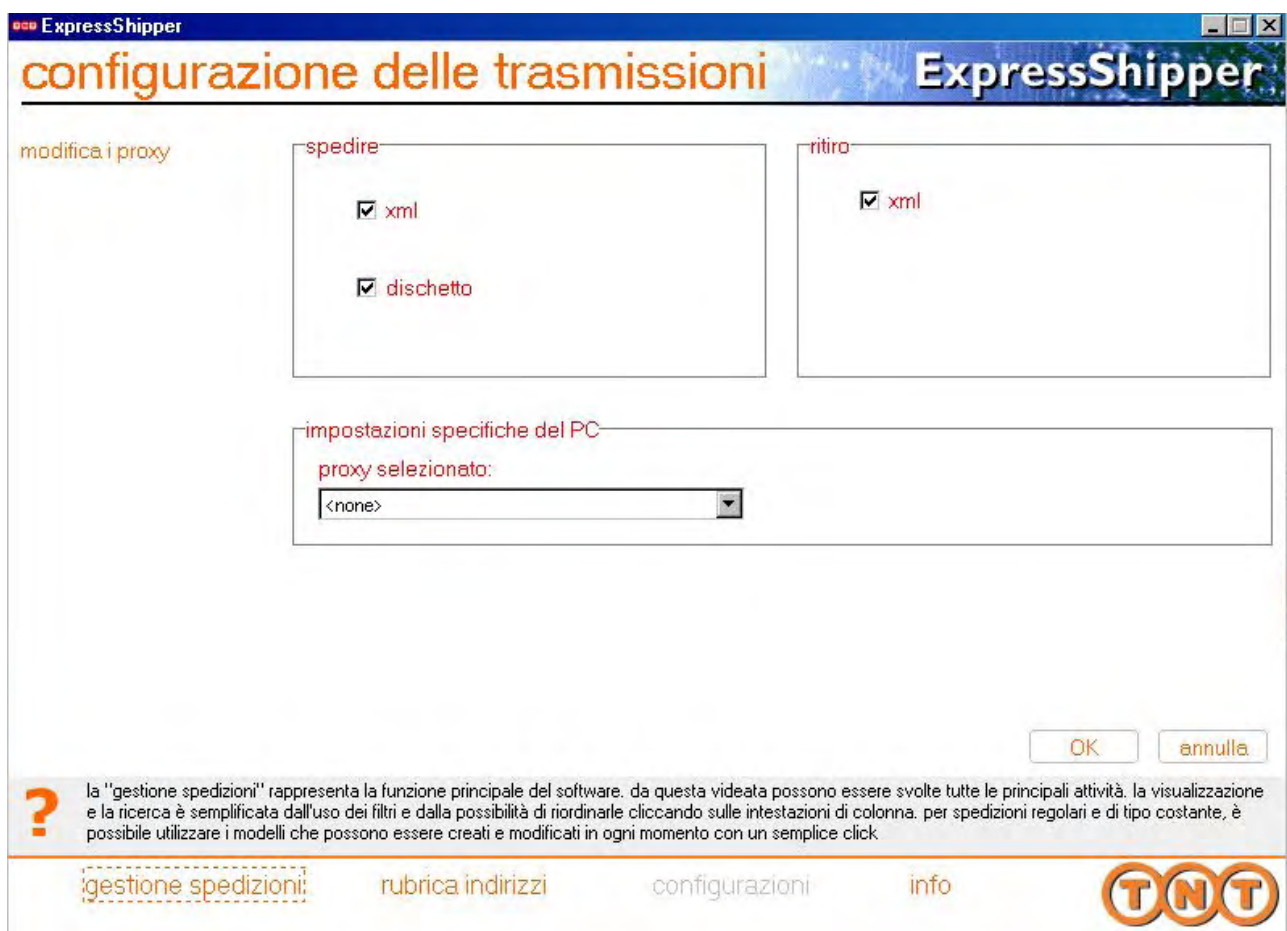 ExpressShipper
configurazione delle trasmissioni
ExpressShipper
modifica i proxy
spedire
xml
dischetto
ritiro
xml
impostazioni specifiche del PC
proxy selezionato:
<none>
OK
annulla
?
la "gestione spedizioni" rappresenta la funzione principale del software. da questa videata possono essere svolte tutte le principali attività. la visualizzazione
e la ricerca è semplificata dall'uso dei filtri e dalla possibilità di riordinarle cliccando sulle intestazioni di colonna. per spedizioni regolari e di tipo costante, è
possibile utilizzare i modelli che possono essere creati e modificati in ogni momento con un semplice click
gestione spedizioni
rubrica indirizzi
configurazioni
info
TNT